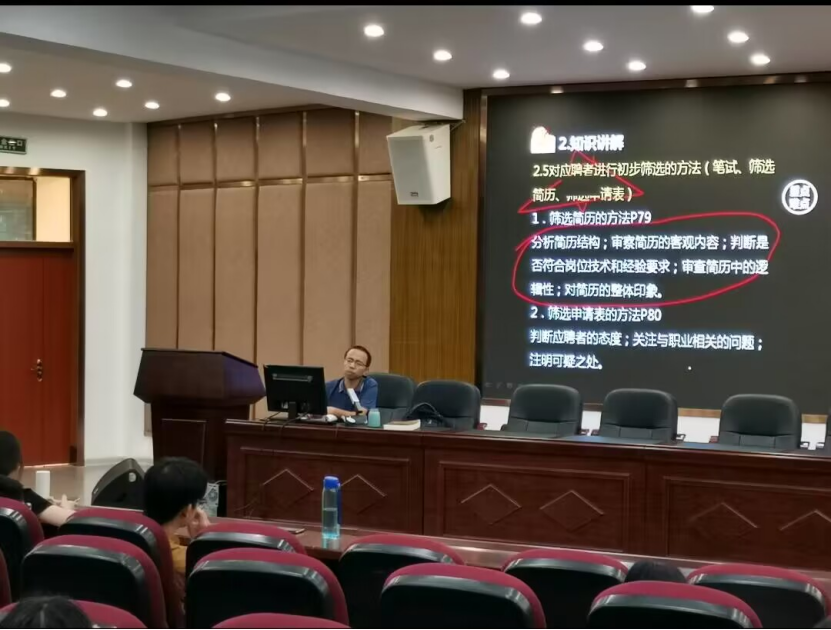 2.知识讲解
2.5对应聘者进行初步筛选的方法（笔试、筛选
简历、筛选申请表）
重点
难点
1．筛选简历的方法P79
分析简历结构；审察简历的客观内容；判断是
否符合岗位技术和经验要求；审查简历中的逻
辑性；对简历的整体印象。
2．筛选申请表的方法P80
判断应聘者的态度；关注与职业相关的问题；
注明可疑之处。